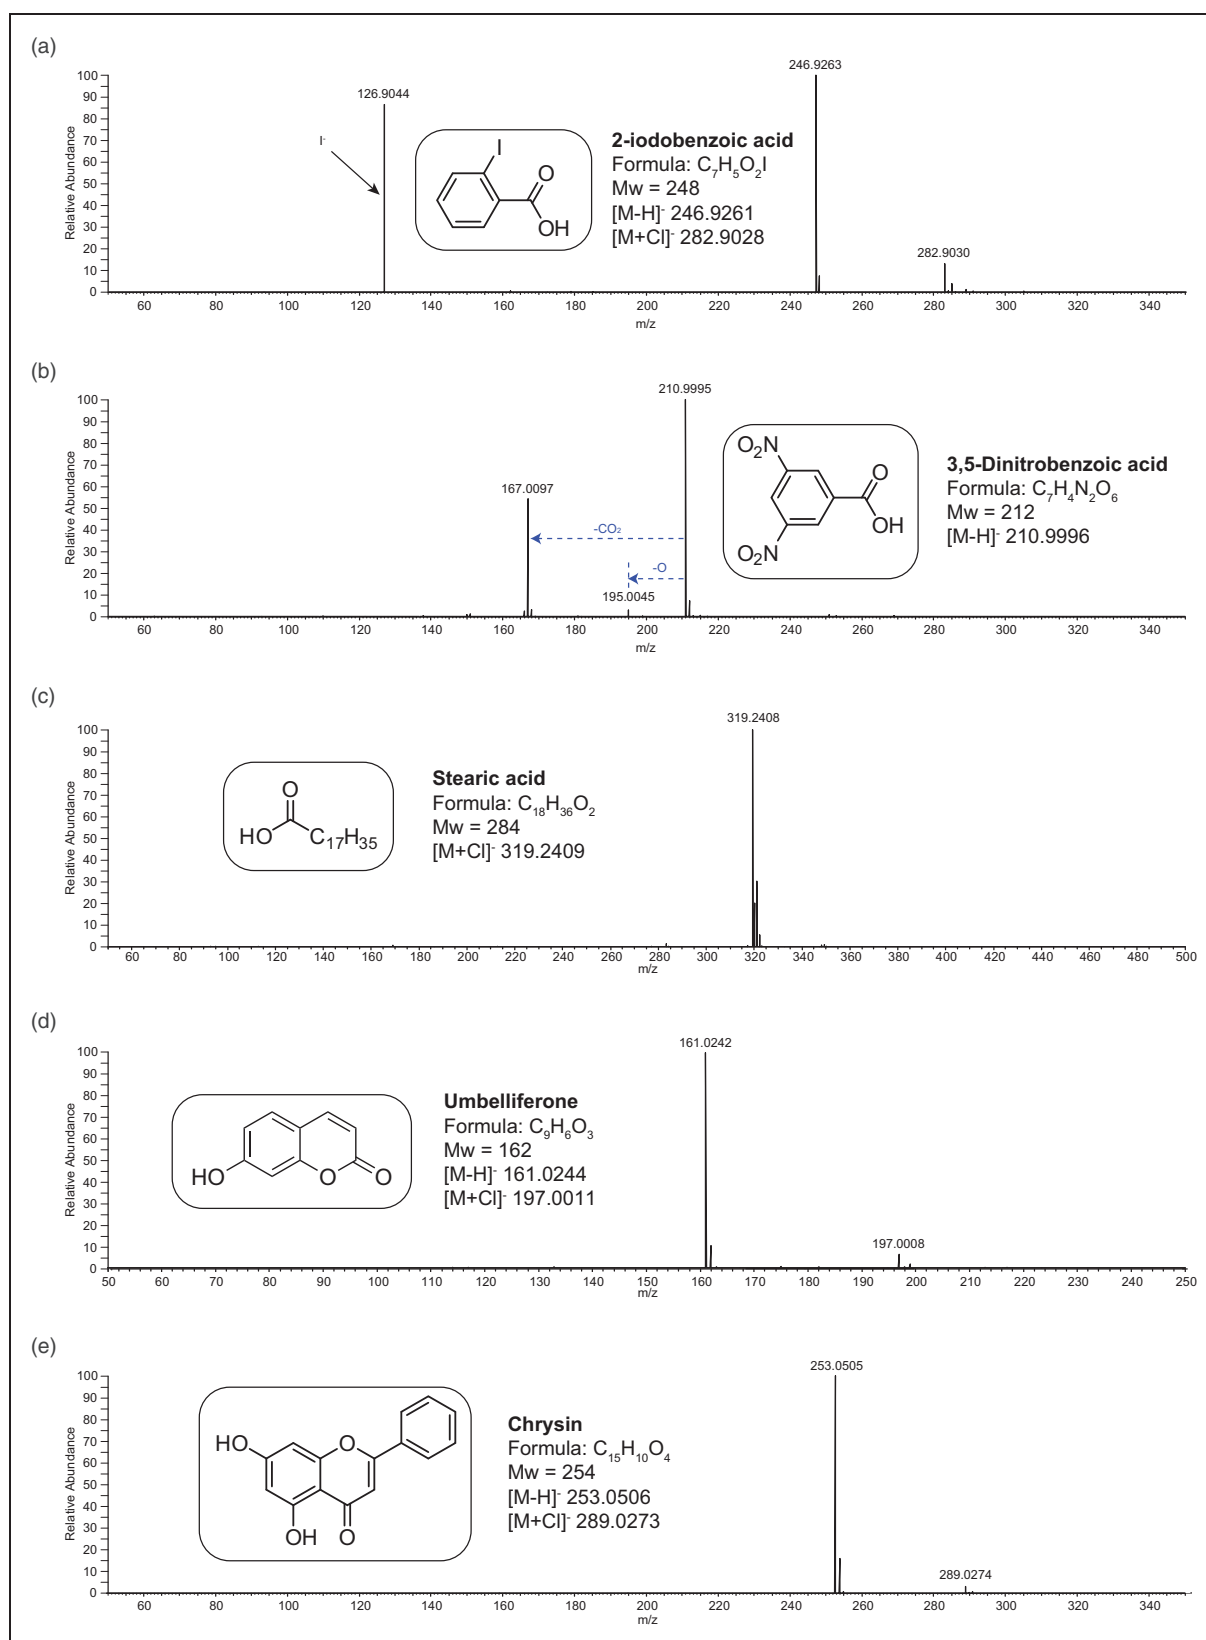 (a)
246.9263
126.9044
100
90
80
70
60
50
40
30
20
10
0
Relative Abundance
I-
I
O
OH
2-iodobenzoic acid
Formula: C7H5O2I
Mw = 248
[M-H]- 246.9261
[M+Cl]- 282.9028
282.9030
60 80 100 120 140 160 180 200 220 240 260 280 300 320 340
m/z
(b)
210.9995
100
90
80
70
60
50
40
30
20
10
0
Relative Abundance
167.0097
-CO2
-O
195.0045
O2N
O2N
O
OH
3,5-Dinitrobenzoic acid
Formula: C7H4N2O6
Mw = 212
[M-H]- 210.9996
60 80 100 120 140 160 180 200 220 240 260 280 300 320 340
m/z
(c)
319.2408
100
90
80
70
60
50
40
30
20
10
0
Relative Abundance
O
HO C17H35
Stearic acid
Formula: C18H36O2
Mw = 284
[M+Cl]- 319.2409
60 80 100 120 140 160 180 200 220 240 260 280 300 320 340 360 380 400 420 440 460 480 500
m/z
(d)
161.0242
100
90
80
70
60
50
40
30
20
10
0
Relative Abundance
HO O O
Umbelliferone
Formula: C9H6O3
Mw = 162
[M-H]- 161.0244
[M+Cl]- 197.0011
197.0008
50 60 70 80 90 100 110 120 130 140 150 160 170 180 190 200 210 220 230 240 250
m/z
(e)
253.0505
100
90
80
70
60
50
40
30
20
10
0
Relative Abundance
HO O
OH O
Chrysin
Formula: C15H10O4
Mw = 254
[M-H]- 253.0506
[M+Cl]- 289.0273
289.0274
60 80 100 120 140 160 180 200 220 240 260 280 300 320 340
m/z